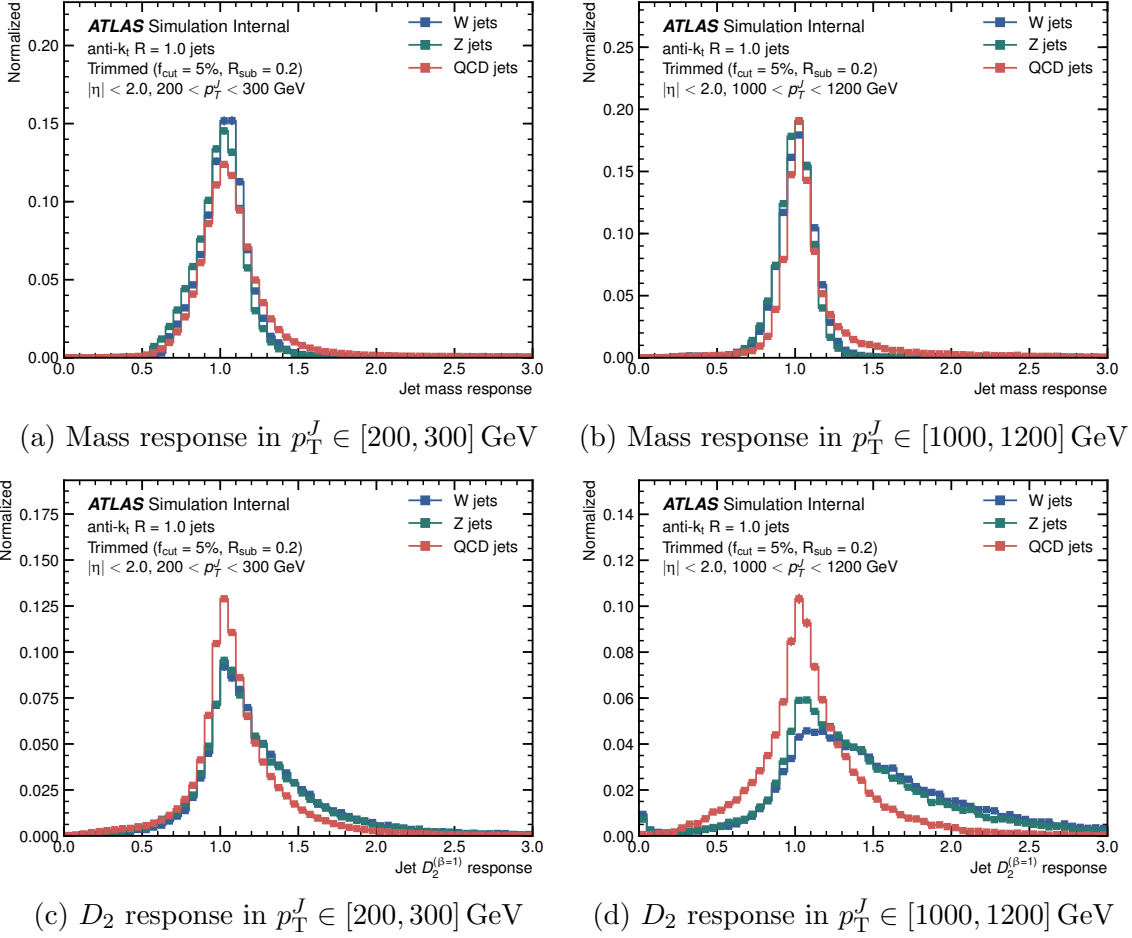 Normalized
0.20
0.15
0.10
0.05
0.00
ATLAS Simulation Internal
anti-kt R = 1.0 jets
Trimmed (fcut = 5%, Rsub = 0.2)
|η| < 2.0, 200 < p_T^J < 300 GeV
W jets
Z jets
QCD jets
0.0 0.5 1.0 1.5 2.0 2.5 3.0
Jet mass response
(a) Mass response in p_T^J ∈ [200, 300] GeV
Normalized
0.25
0.20
0.15
0.10
0.05
0.00
ATLAS Simulation Internal
anti-kt R = 1.0 jets
Trimmed (fcut = 5%, Rsub = 0.2)
|η| < 2.0, 1000 < p_T^J < 1200 GeV
W jets
Z jets
QCD jets
0.0 0.5 1.0 1.5 2.0 2.5 3.0
Jet mass response
(b) Mass response in p_T^J ∈ [1000, 1200] GeV
Normalized
0.175
0.150
0.125
0.100
0.075
0.050
0.025
0.000
ATLAS Simulation Internal
anti-kt R = 1.0 jets
Trimmed (fcut = 5%, Rsub = 0.2)
|η| < 2.0, 200 < p_T^J < 300 GeV
W jets
Z jets
QCD jets
0.0 0.5 1.0 1.5 2.0 2.5 3.0
Jet D_2^(β=1) response
(c) D_2 response in p_T^J ∈ [200, 300] GeV
Normalized
0.14
0.12
0.10
0.08
0.06
0.04
0.02
0.00
ATLAS Simulation Internal
anti-kt R = 1.0 jets
Trimmed (fcut = 5%, Rsub = 0.2)
|η| < 2.0, 1000 < p_T^J < 1200 GeV
W jets
Z jets
QCD jets
0.0 0.5 1.0 1.5 2.0 2.5 3.0
Jet D_2^(β=1) response
(d) D_2 response in p_T^J ∈ [1000, 1200] GeV